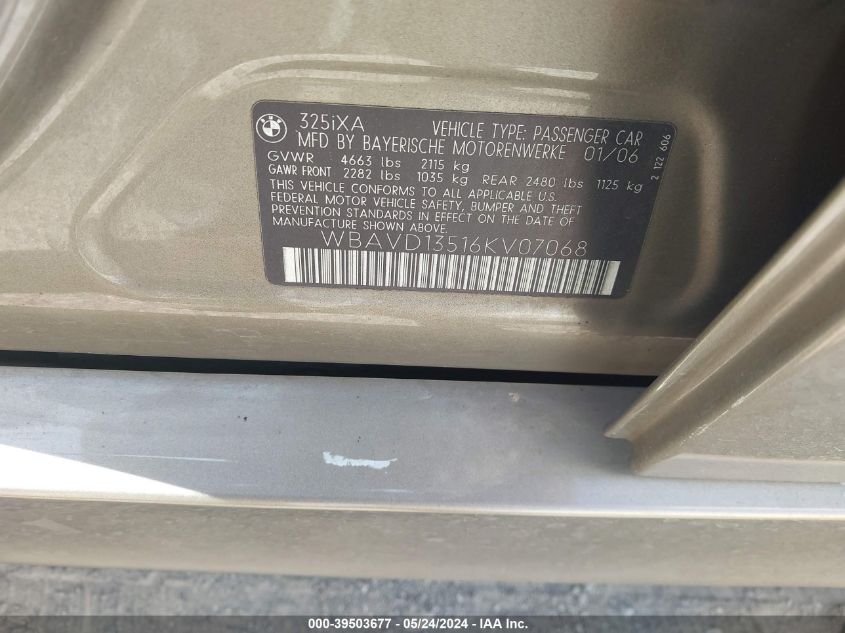 325iXA VEHICLE TYPE: PASSENGER CAR
MFD BY BAYERISCHE MOTORENWERKE 01/06
GVWR 4663 lbs 2115 kg
GAWR FRONT 2282 lbs 1035 kg REAR 2480 lbs 1125 kg
THIS VEHICLE CONFORMS TO ALL APPLICABLE U.S.
FEDERAL MOTOR VEHICLE SAFETY, BUMPER AND THEFT
PREVENTION STANDARDS IN EFFECT ON THE DATE OF
MANUFACTURE SHOWN ABOVE.
WBAVD13516KV07068
2 122 606
000-39503677 - 05/24/2024 - IAAI.com